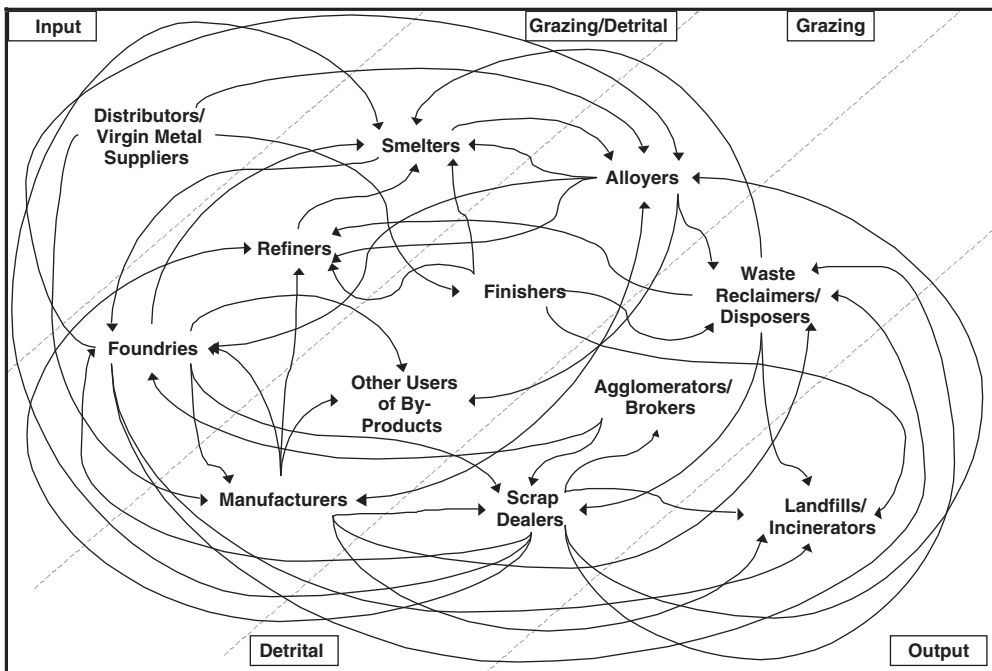 Input
Grazing/Detrital
Grazing
Distributors/
Virgin Metal
Suppliers
Smelters
Alloyers
Refiners
Finishers
Waste
Reclaimers/
Disposers
Foundries
Other Users
of By-
Products
Agglomerators/
Brokers
Manufacturers
Scrap
Dealers
Landfills/
Incinerators
Detrital
Output